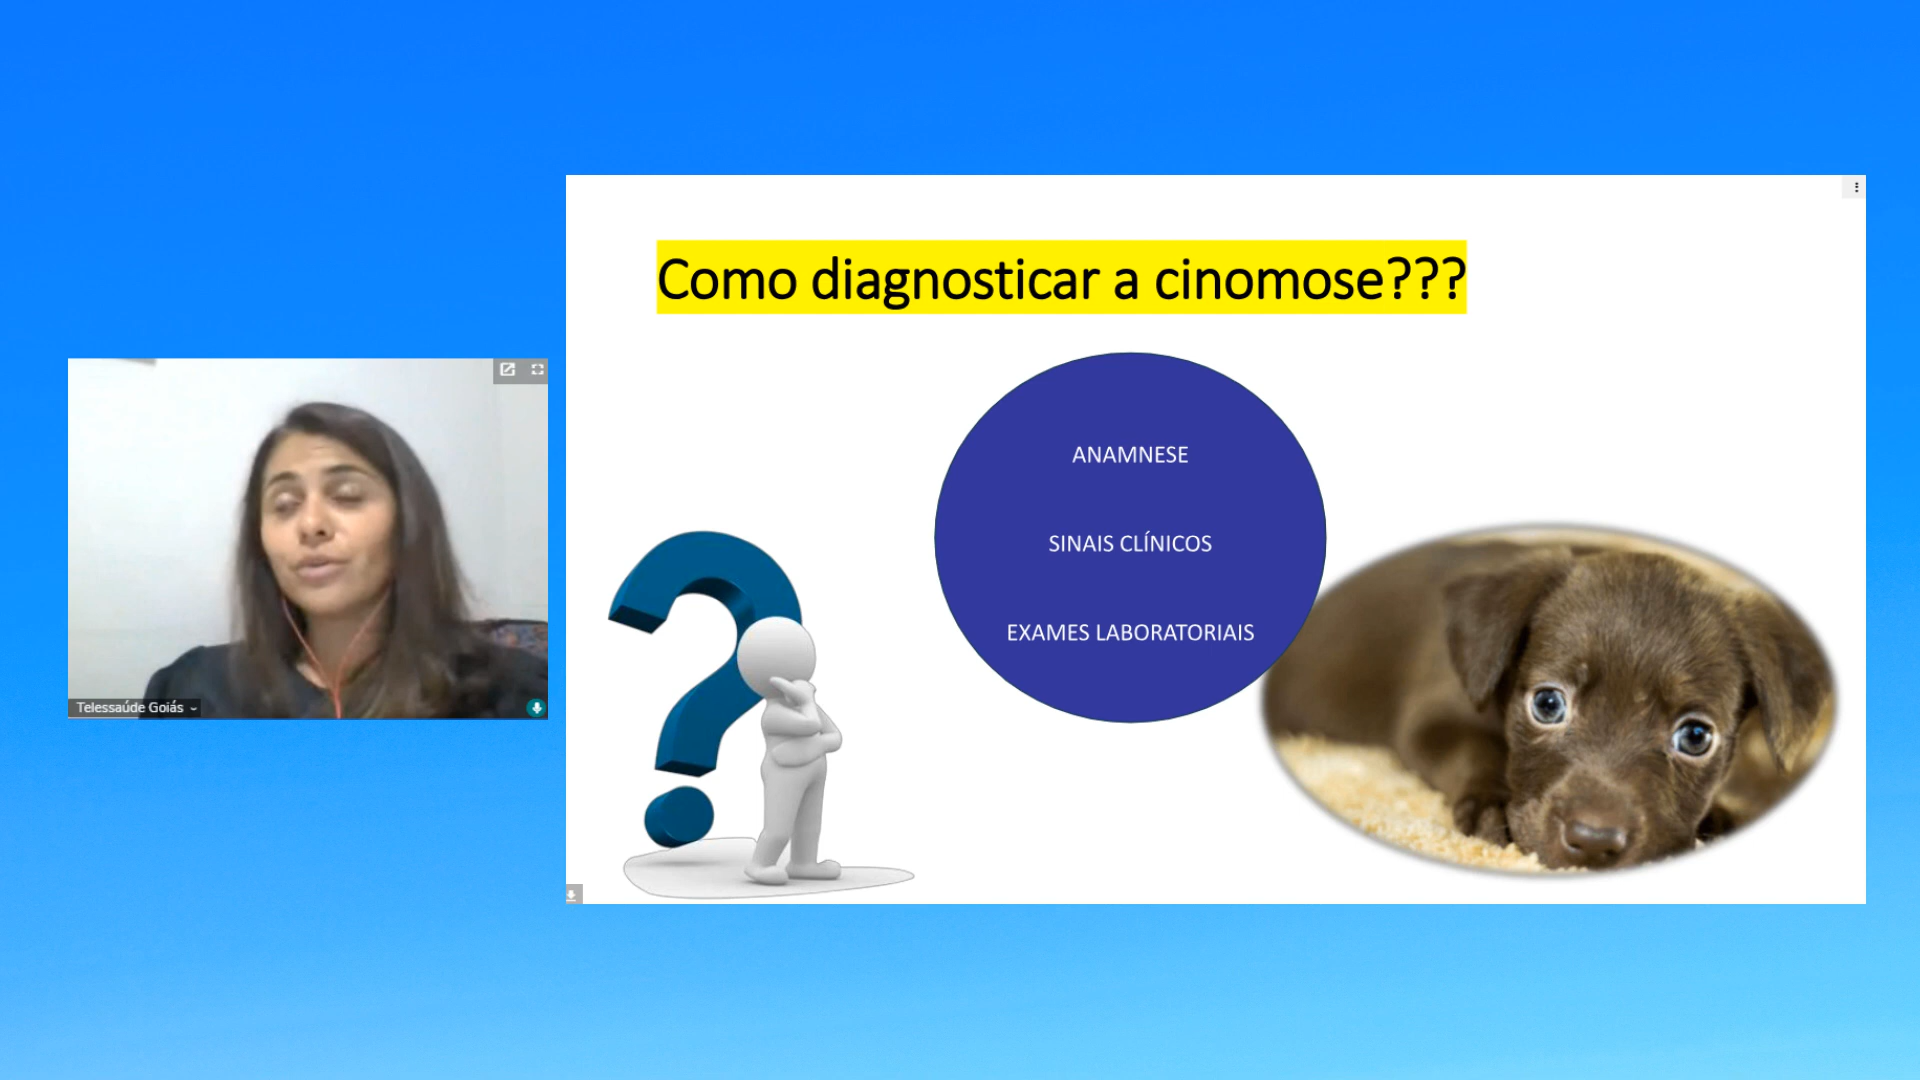 Como diagnosticar a cinomose???
ANAMNESE
SINAIS CLÍNICOS
EXAMES LABORATORIAIS
Telessaúde Goiás